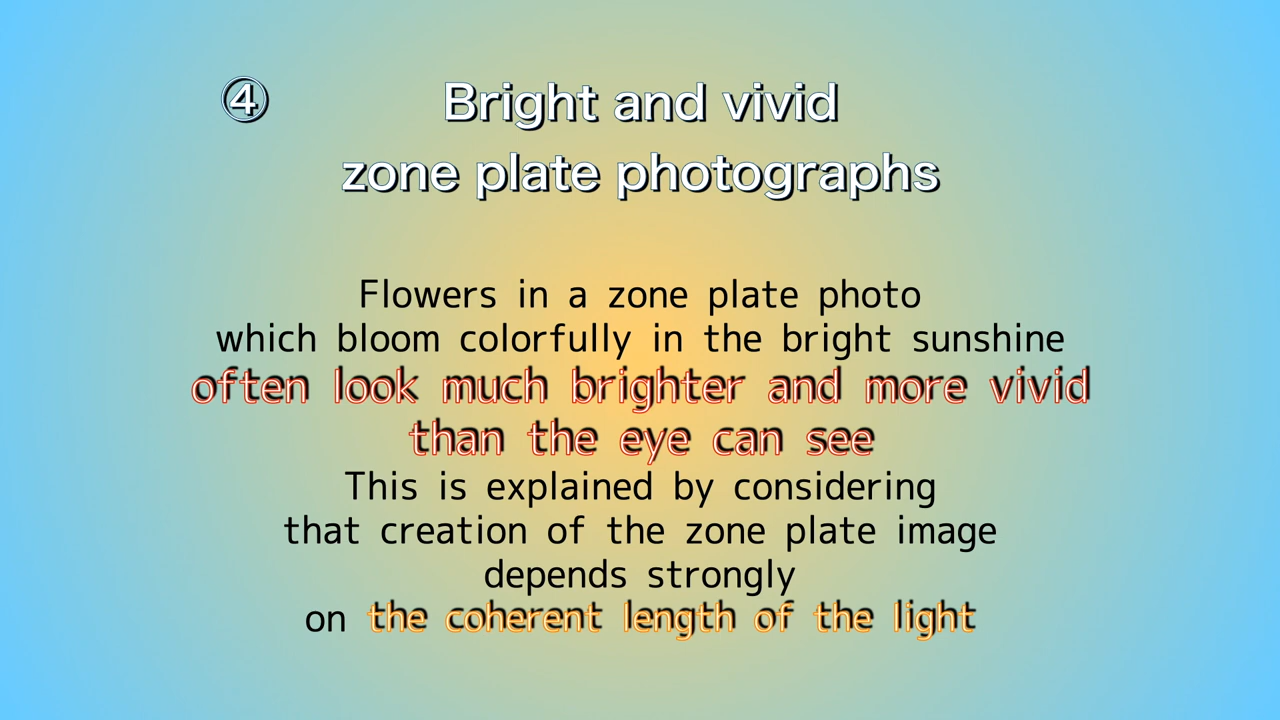 ④ Bright and vivid
zone plate photographs
Flowers in a zone plate photo
which bloom colorfully in the bright sunshine
often look much brighter and more vivid
than the eye can see
This is explained by considering
that creation of the zone plate image
depends strongly
on the coherent length of the light